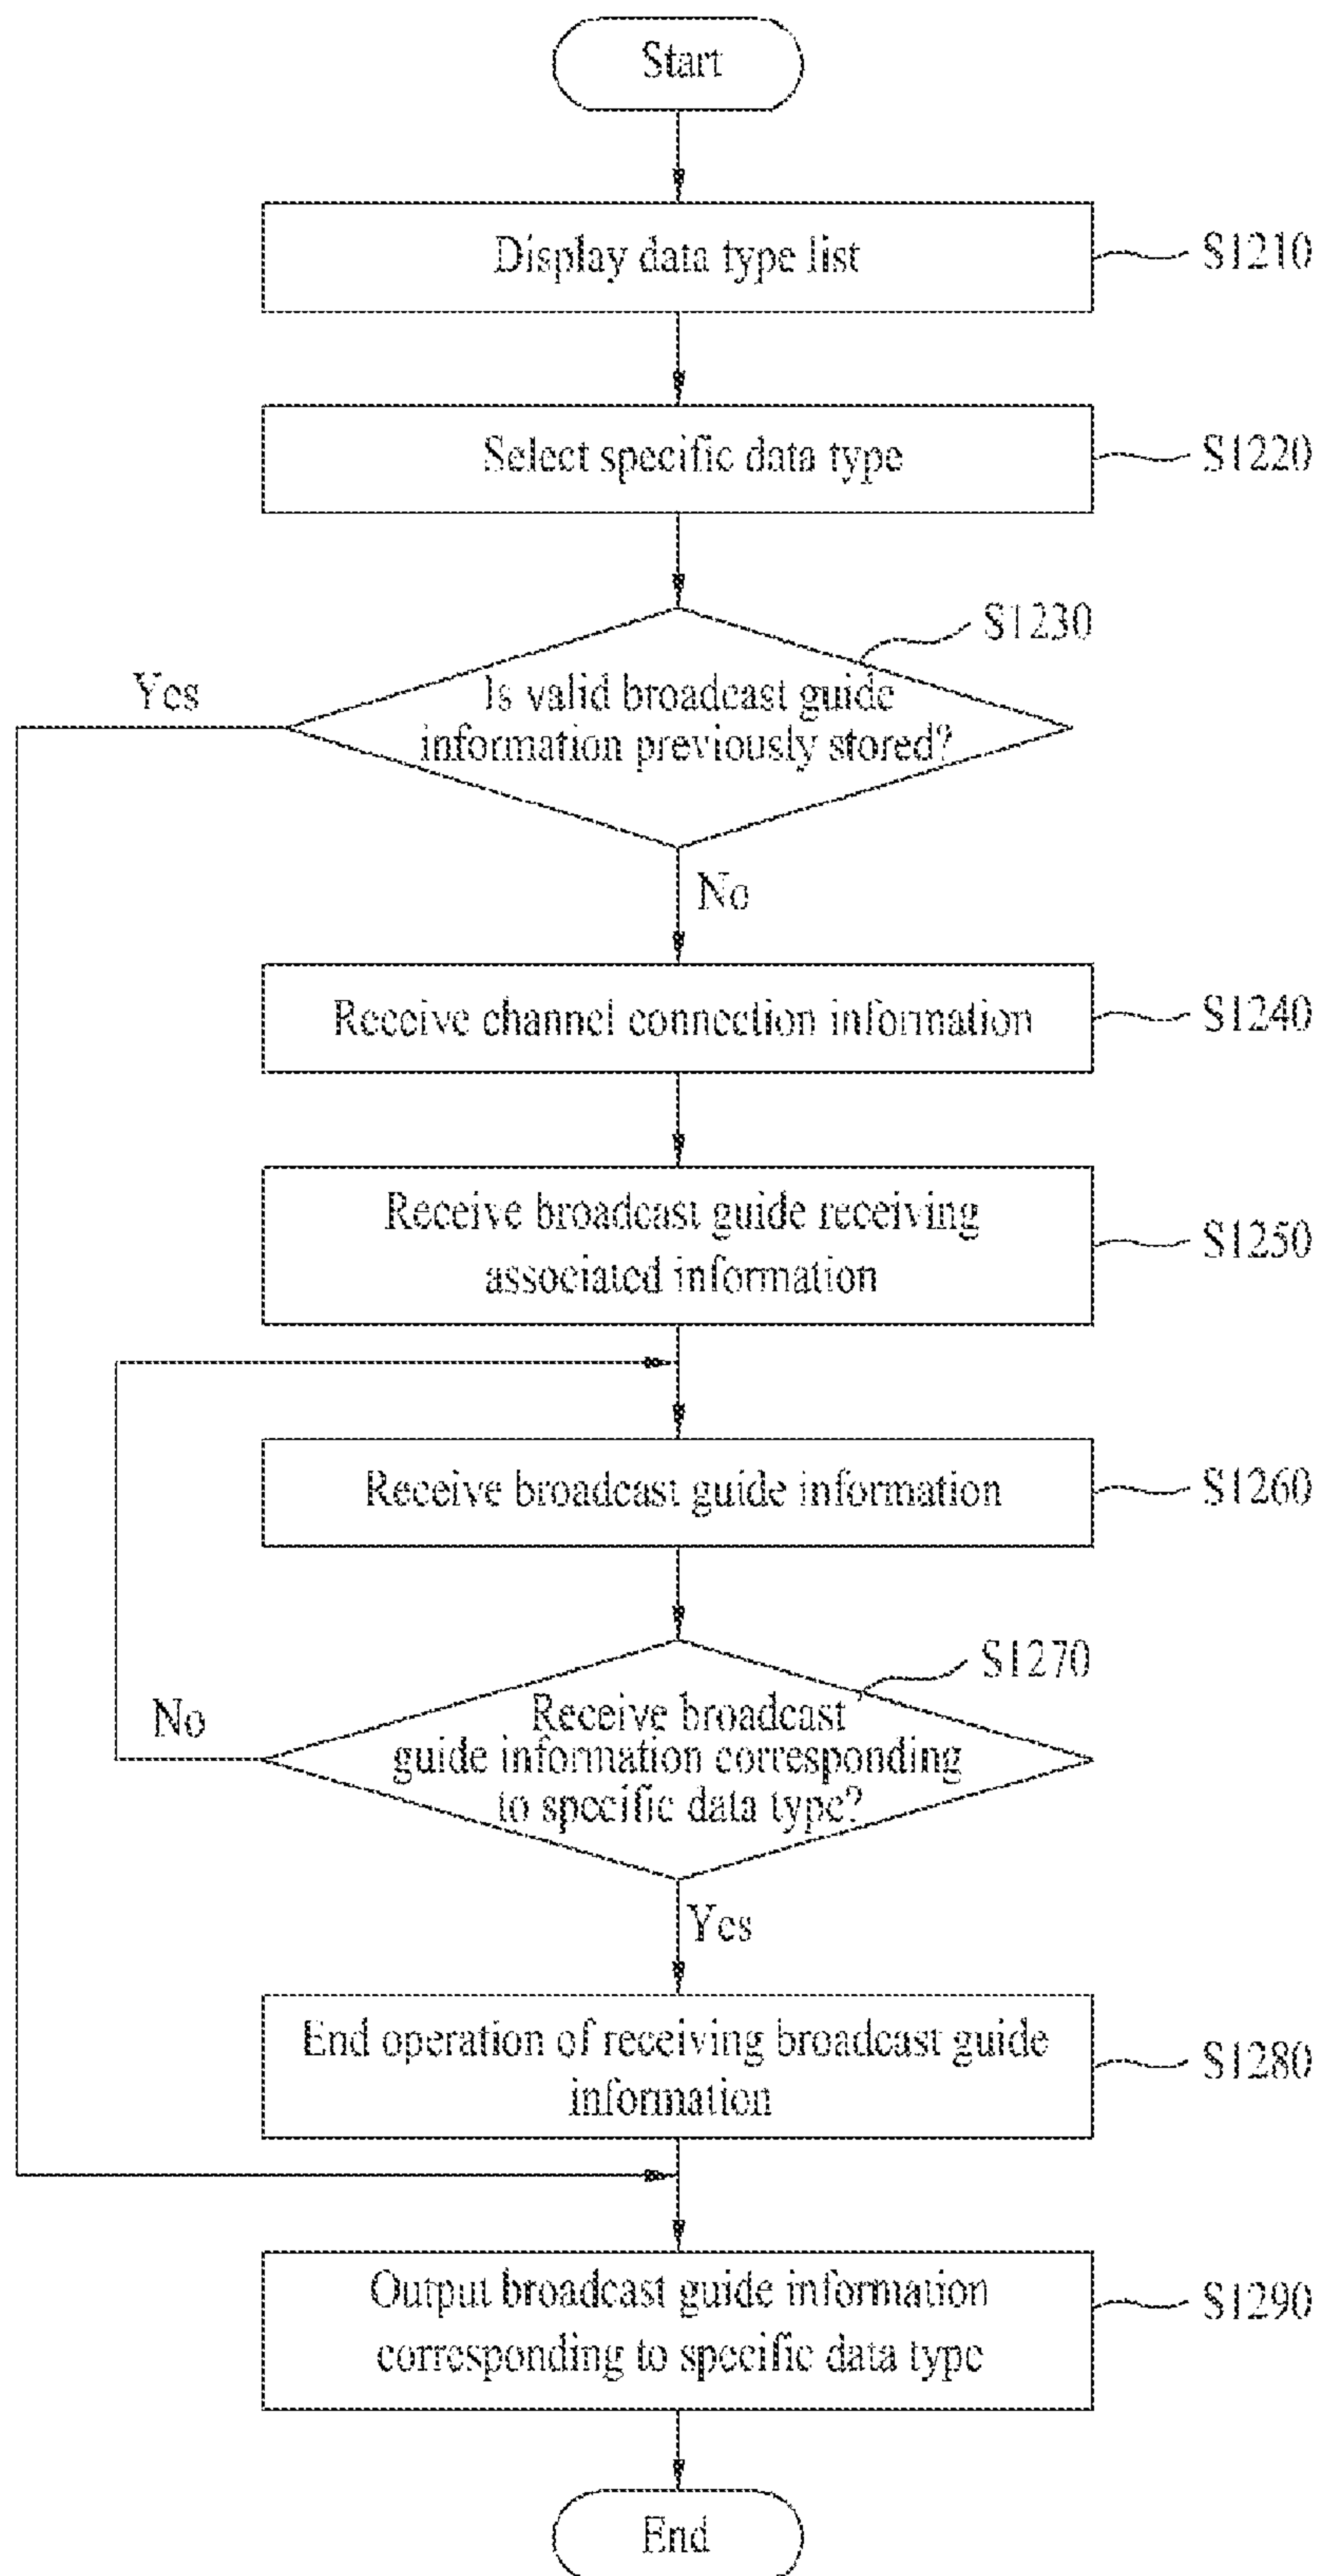 Start
Display data type list
S1210
Select specific data type
S1220
S1230
Yes
Is valid broadcast guide
information previously stored?
No
Receive channel connection information
S1240
Receive broadcast guide receiving
associated information
S1250
Receive broadcast guide information
S1260
S1270
No
Receive broadcast
guide information corresponding
to specific data type?
Yes
End operation of receiving broadcast guide
information
S1280
Output broadcast guide information
corresponding to specific data type
S1290
End